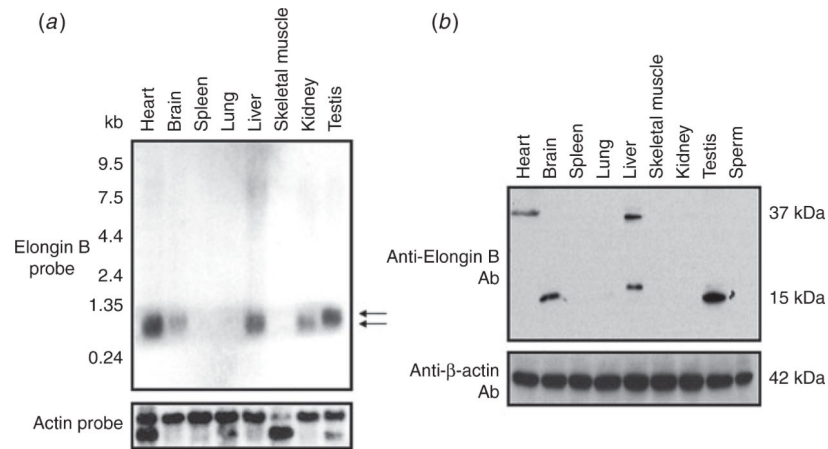 (a)
kb
Heart
Brain
Spleen
Lung
Liver
Skeletal muscle
Kidney
Testis
9.5
7.5
4.4
2.4
1.35
0.24
Elongin B
probe
Actin probe
(b)
Heart
Brain
Spleen
Lung
Liver
Skeletal muscle
Kidney
Testis
Sperm
Anti-Elongin B
Ab
37 kDa
15 kDa
Anti-β-actin
Ab
42 kDa